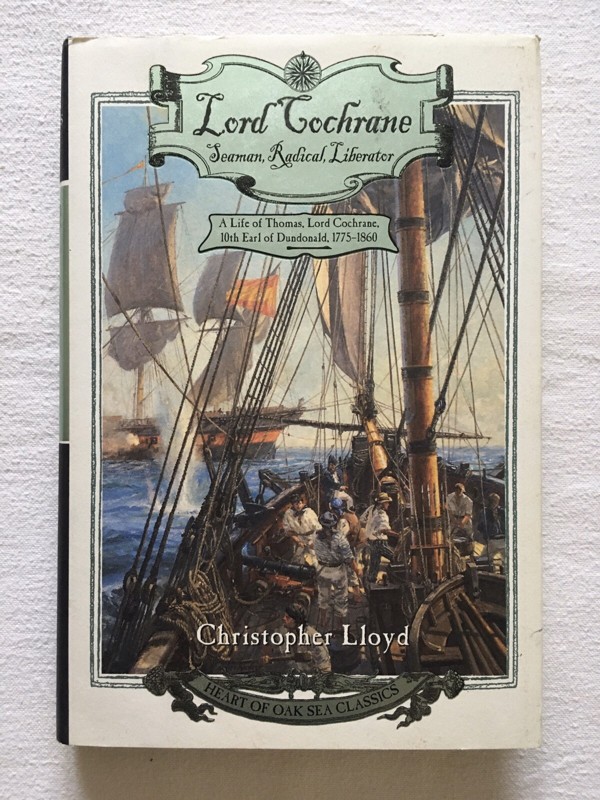 Lord Cochrane
Seaman, Radical, Liberator
A Life of Thomas, Lord Cochrane,
10th Earl of Dundonald, 1775–1860
Christopher Lloyd
HEART OF OAK SEA CLASSICS